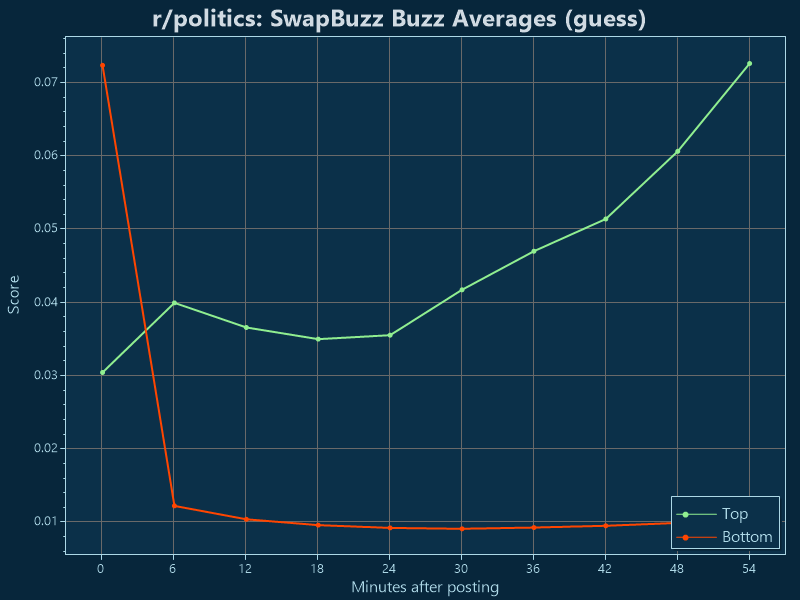 r/politics: SwapBuzz Buzz Averages (guess)
0.07
0.06
0.05
0.04
0.03
0.02
0.01
Score
0 6 12 18 24 30 36 42 48 54
Minutes after posting
Top
Bottom